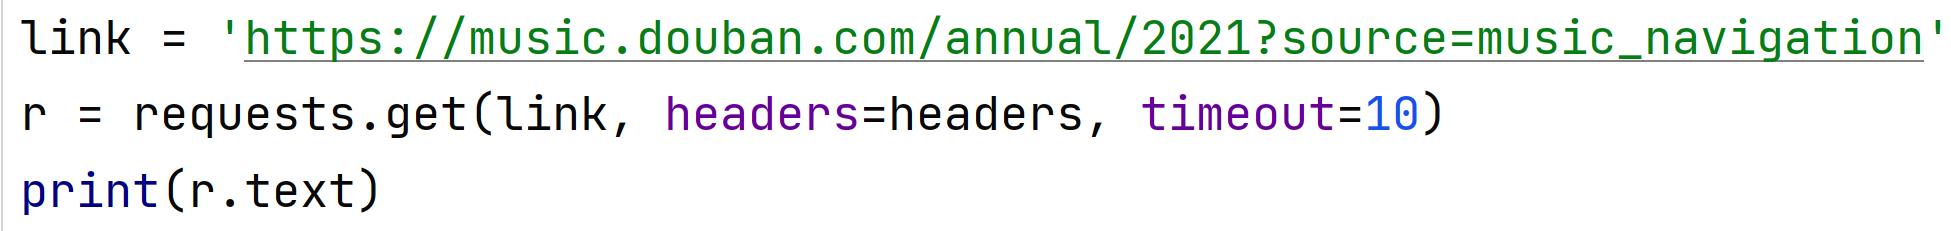 link = 'https://music.douban.com/annual/2021?source=music_navigation'
r = requests.get(link, headers=headers, timeout=10)
print(r.text)